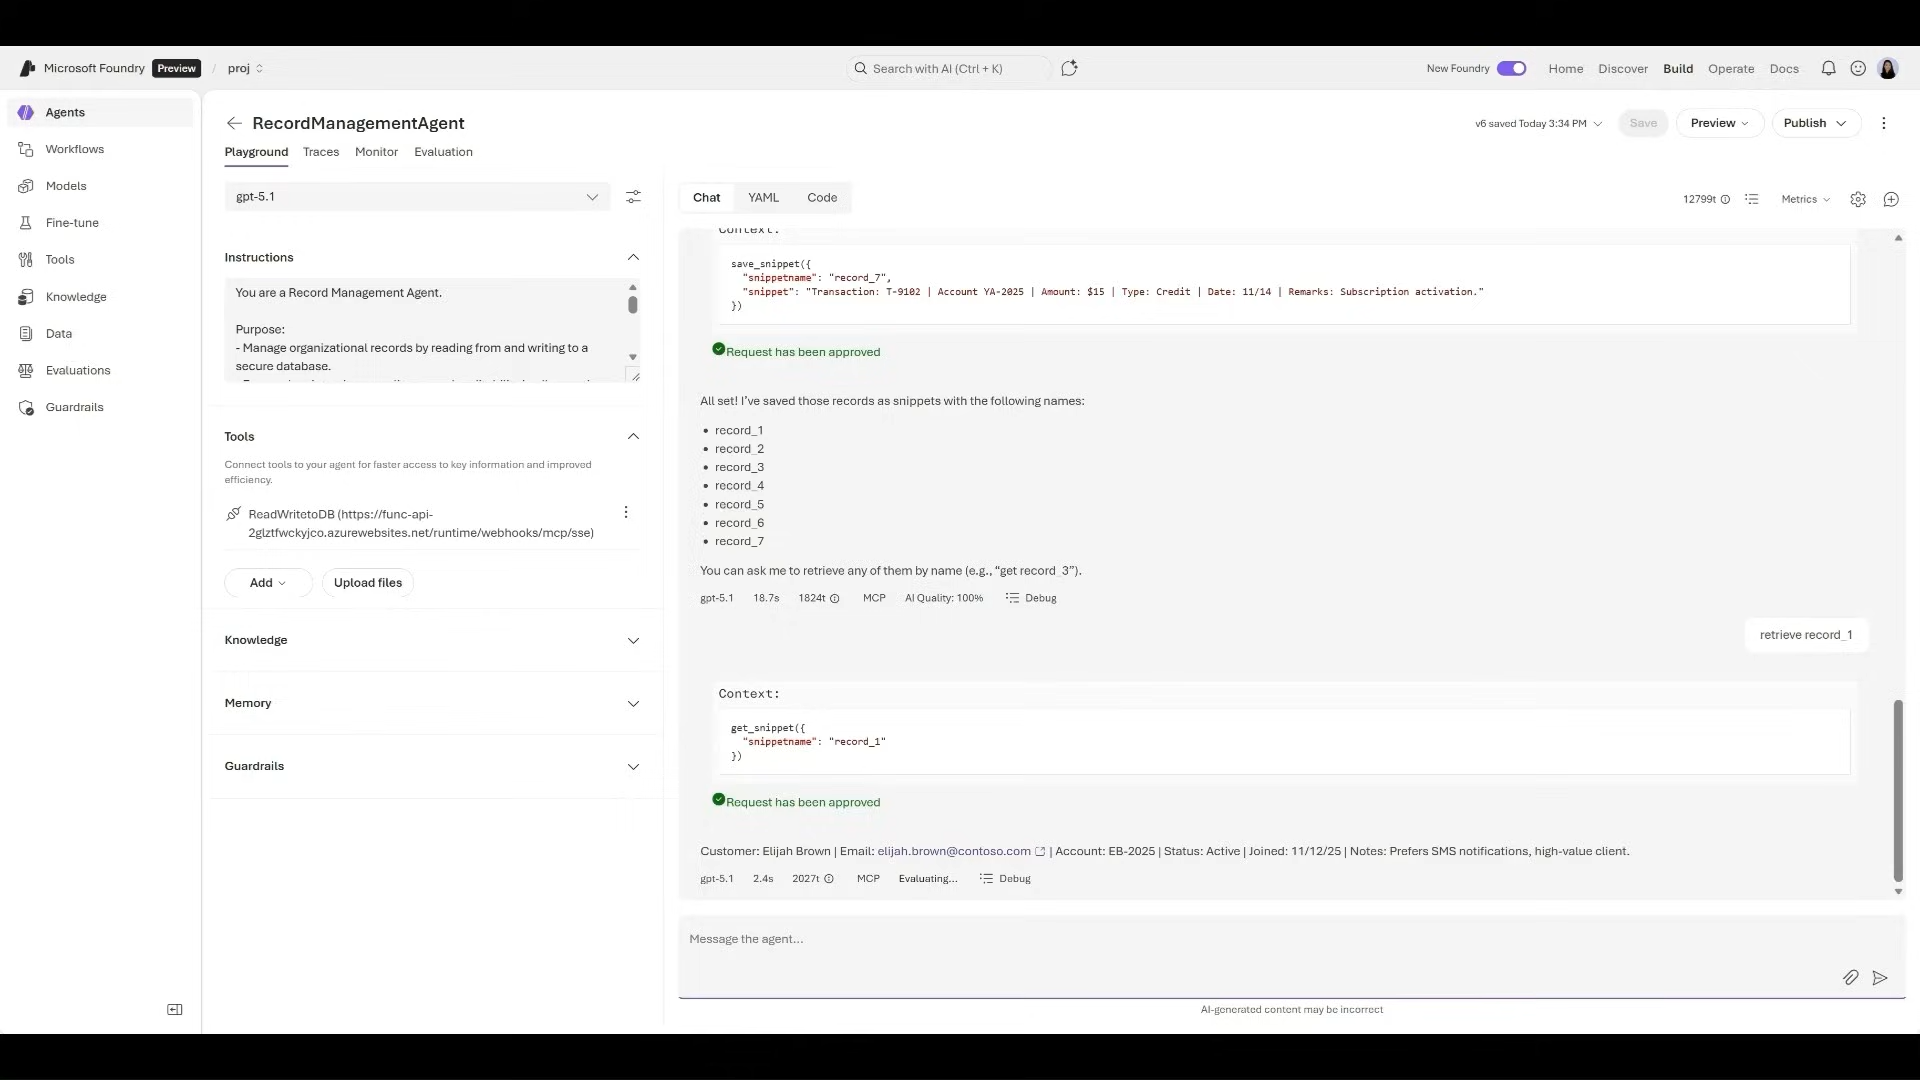 Microsoft Foundry Preview / proj
Search with AI (Ctrl + K)
New Foundry Home Discover Build Operate Docs
Agents
Workflows
Models
Fine-tune
Tools
Knowledge
Data
Evaluations
Guardrails
RecordManagementAgent
v6 saved Today 3:34 PM Save Preview Publish
Playground Traces Monitor Evaluation
gpt-5.1
Instructions
You are a Record Management Agent.
Purpose:
- Manage organizational records by reading from and writing to a
secure database.
Tools
Connect tools to your agent for faster access to key information and improved
efficiency.
ReadWritetoDB (https://func-api-
2glztfwckyjco.azurewebsites.net/runtime/webhooks/mcp/sse)
Add Upload files
Knowledge
Memory
Guardrails
Chat YAML Code
12799t Metrics
Context:
save_snippet({
"snippetname": "record_7",
"snippet": "Transaction: T-9102 | Account YA-2025 | Amount: $15 | Type: Credit | Date: 11/14 | Remarks: Subscription activation."
})
Request has been approved
All set! I’ve saved those records as snippets with the following names:
• record_1
• record_2
• record_3
• record_4
• record_5
• record_6
• record_7
You can ask me to retrieve any of them by name (e.g., “get record_3”).
gpt-5.1 18.7s 1824t MCP AI Quality: 100% Debug
retrieve record_1
Context:
get_snippet({
"snippetname": "record_1"
})
Request has been approved
Customer: Elijah Brown | Email: elijah.brown@contoso.com | Account: EB-2025 | Status: Active | Joined: 11/12/25 | Notes: Prefers SMS notifications, high-value client.
gpt-5.1 2.4s 2027t MCP Evaluating... Debug
Message the agent...
AI-generated content may be incorrect